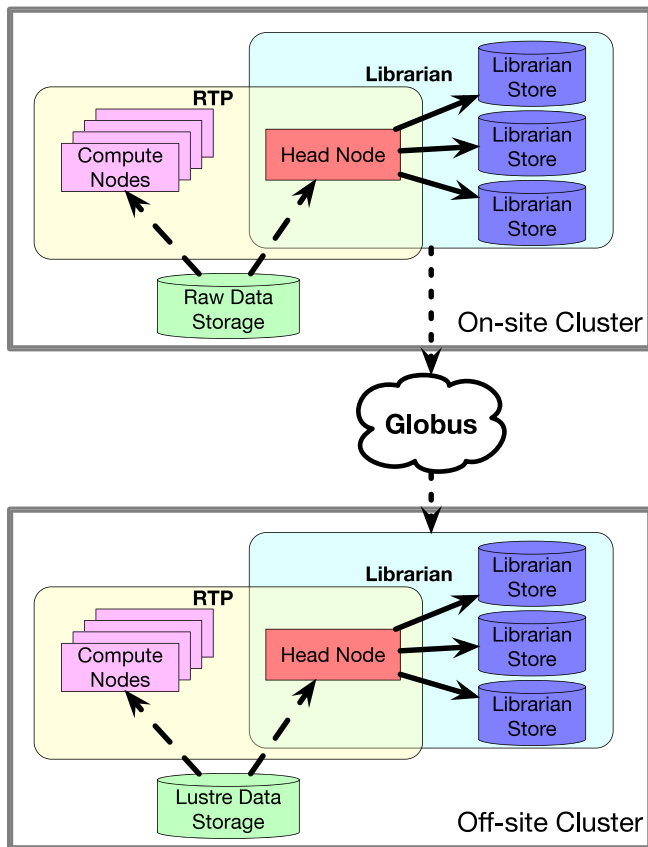 Librarian
Librarian
Store
RTP
Compute
Nodes
Head Node
Librarian
Store
Librarian
Store
Raw Data
Storage
On-site Cluster
Globus
Librarian
Librarian
Store
RTP
Compute
Nodes
Head Node
Librarian
Store
Librarian
Store
Lustre Data
Storage
Off-site Cluster